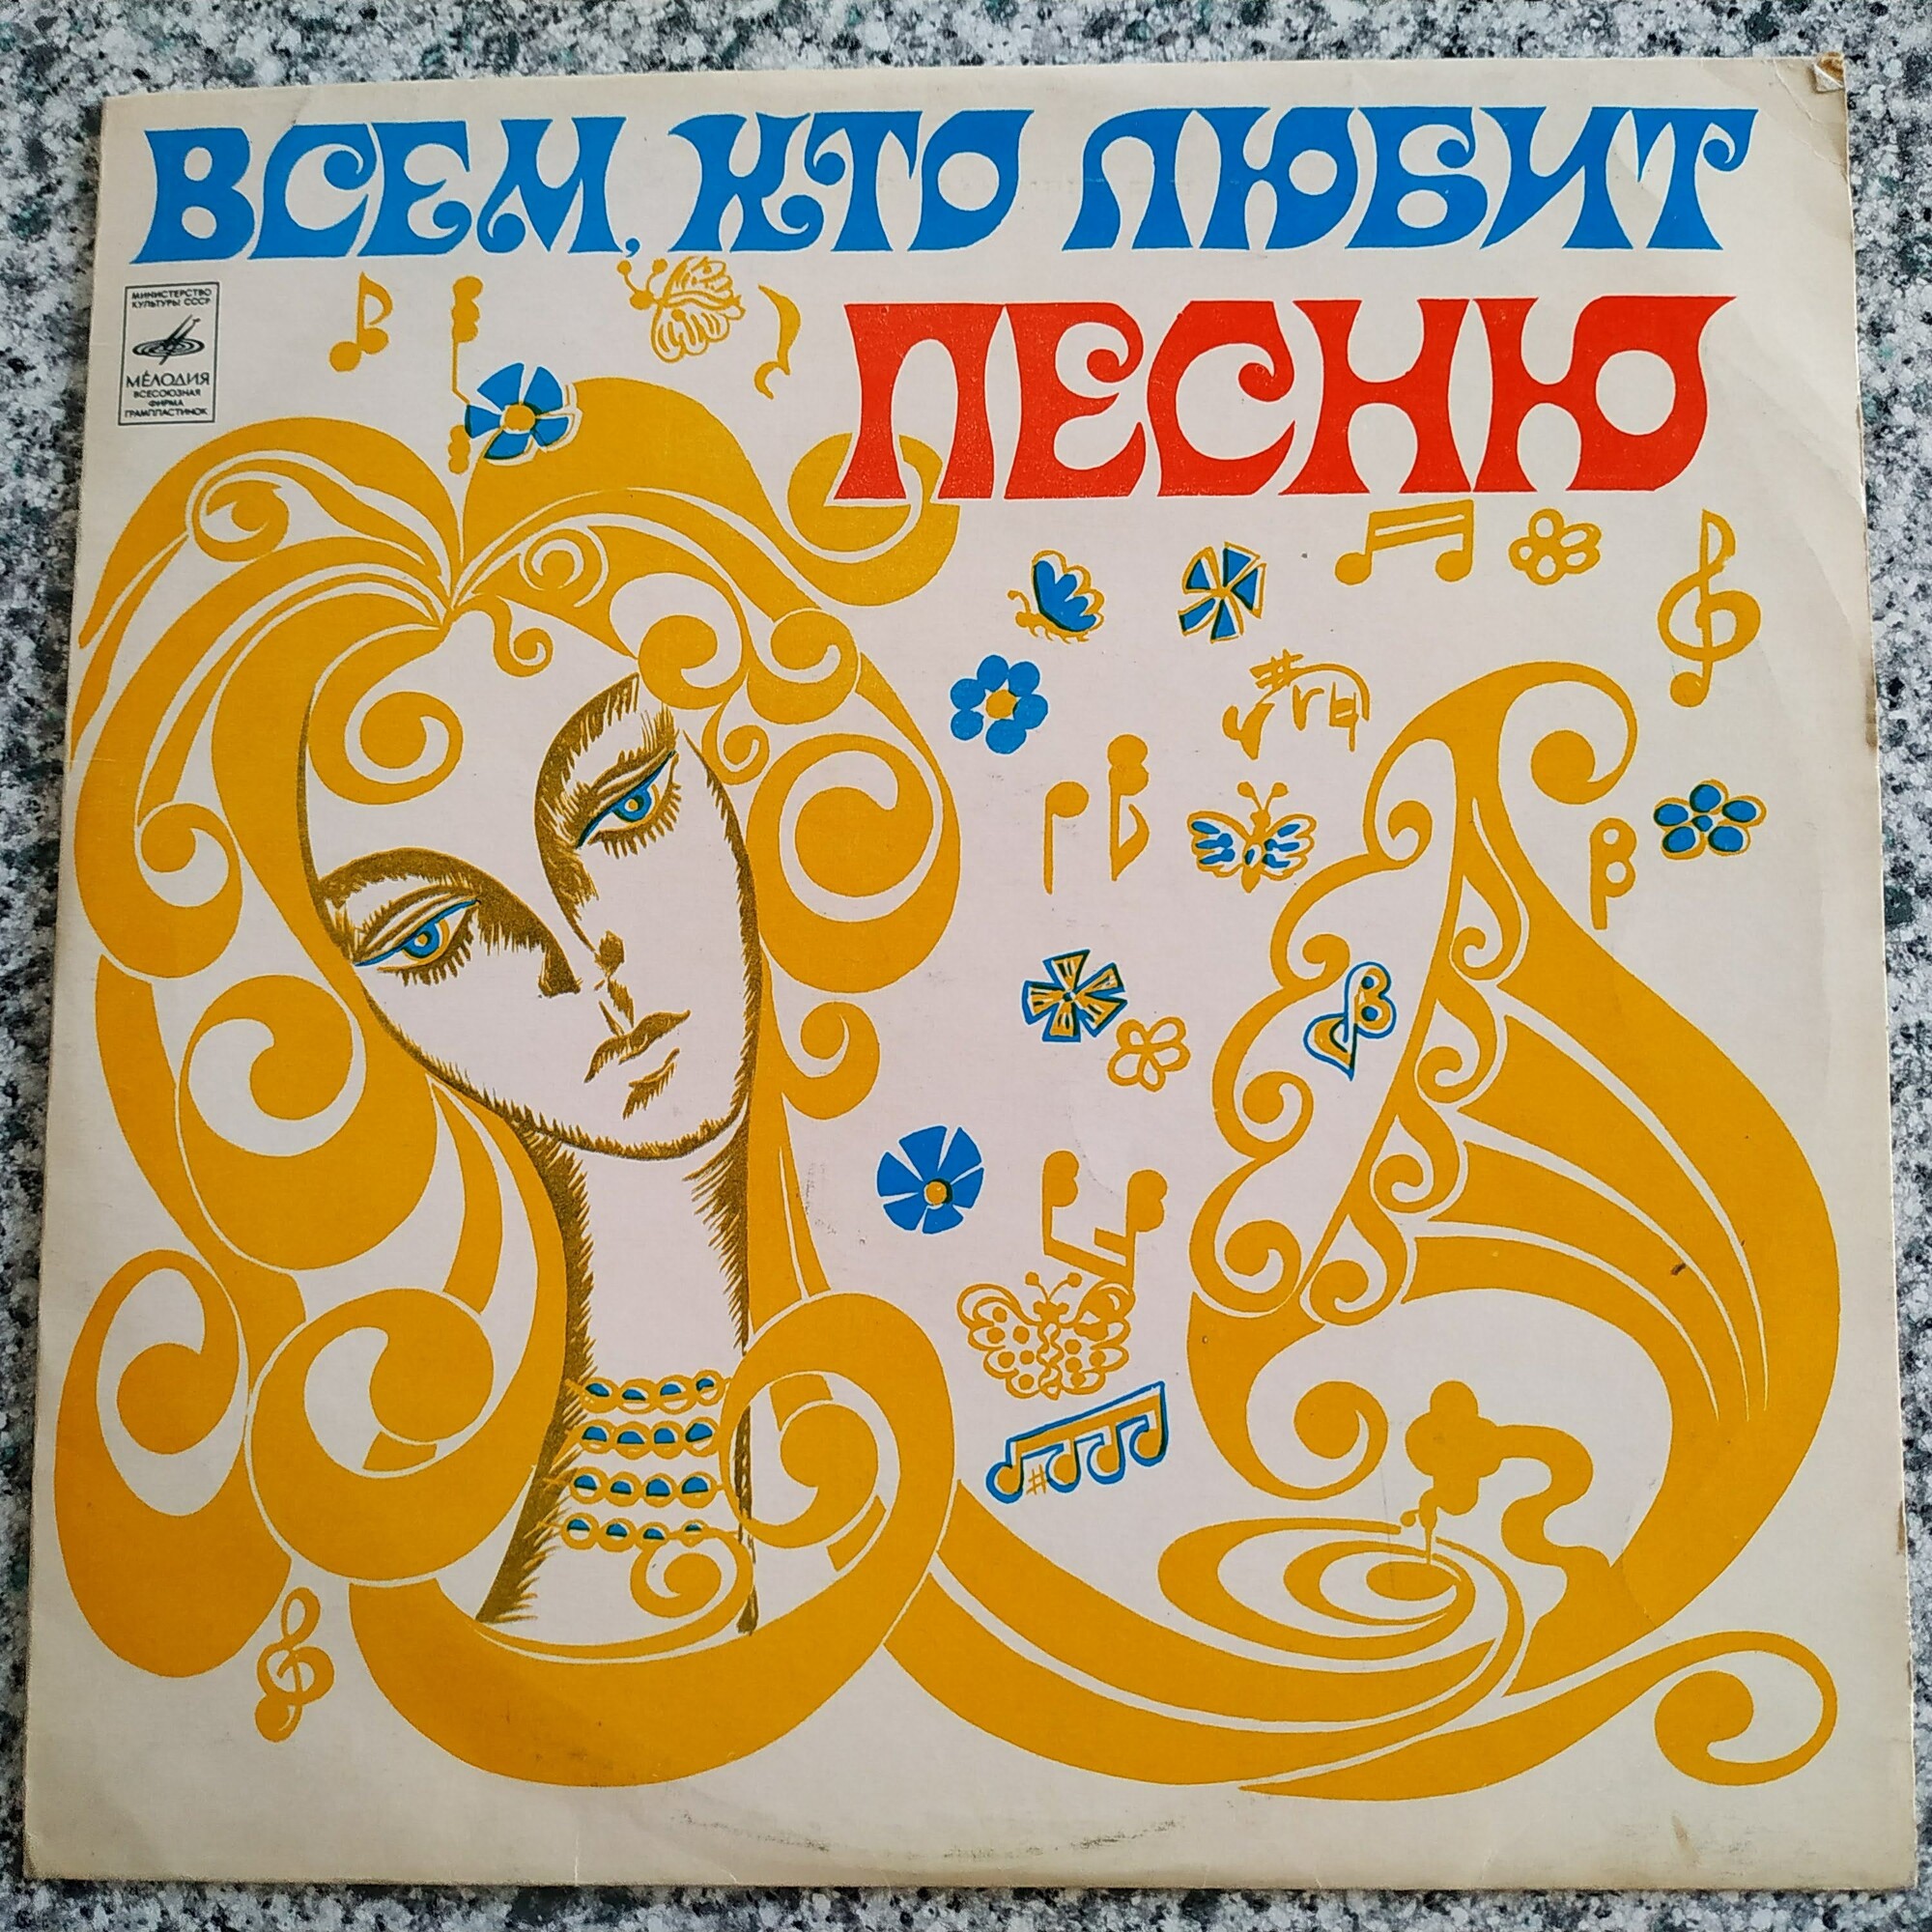 ВСЕМ, КТО ЛЮБИТ
ПЕСНЮ
МИНИСТЕРСТВО
КУЛЬТУРЫ СССР
МЕЛОДИЯ
ВСЕСОЮЗНАЯ
ФИРМА
ГРАМПЛАСТИНОК